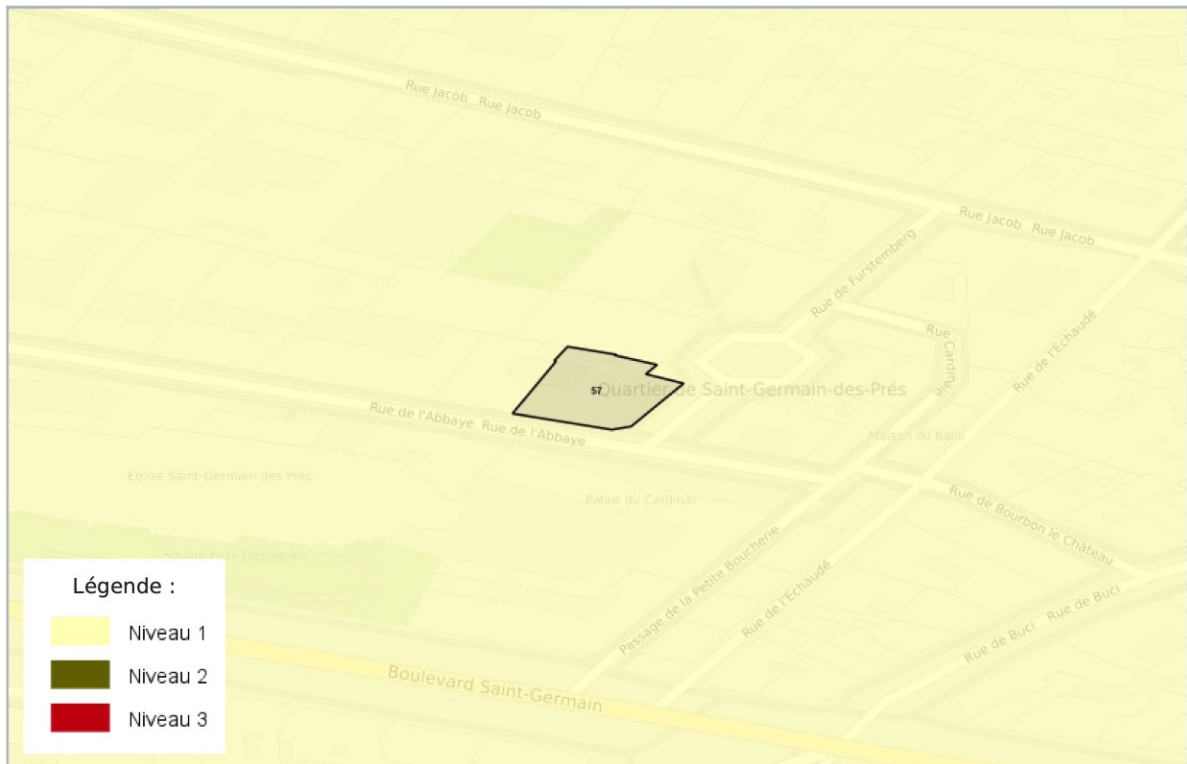 Rue Jacob Rue Jacob
Rue Jacob Rue Jacob
Rue de Furstemberg
Rue Cardinale
Rue de l'Échaudé
57
Quartier de Saint-Germain-des-Prés
Rue de l'Abbaye Rue de l'Abbaye
Maison du Bailli
Église Saint-Germain des Prés
Palais du Cardinal
Rue de Bourbon le Château
Passage de la Petite Boucherie
Rue de l'Échaudé
Rue de Buci Rue de Buci
Boulevard Saint-Germain
Légende :
Niveau 1
Niveau 2
Niveau 3